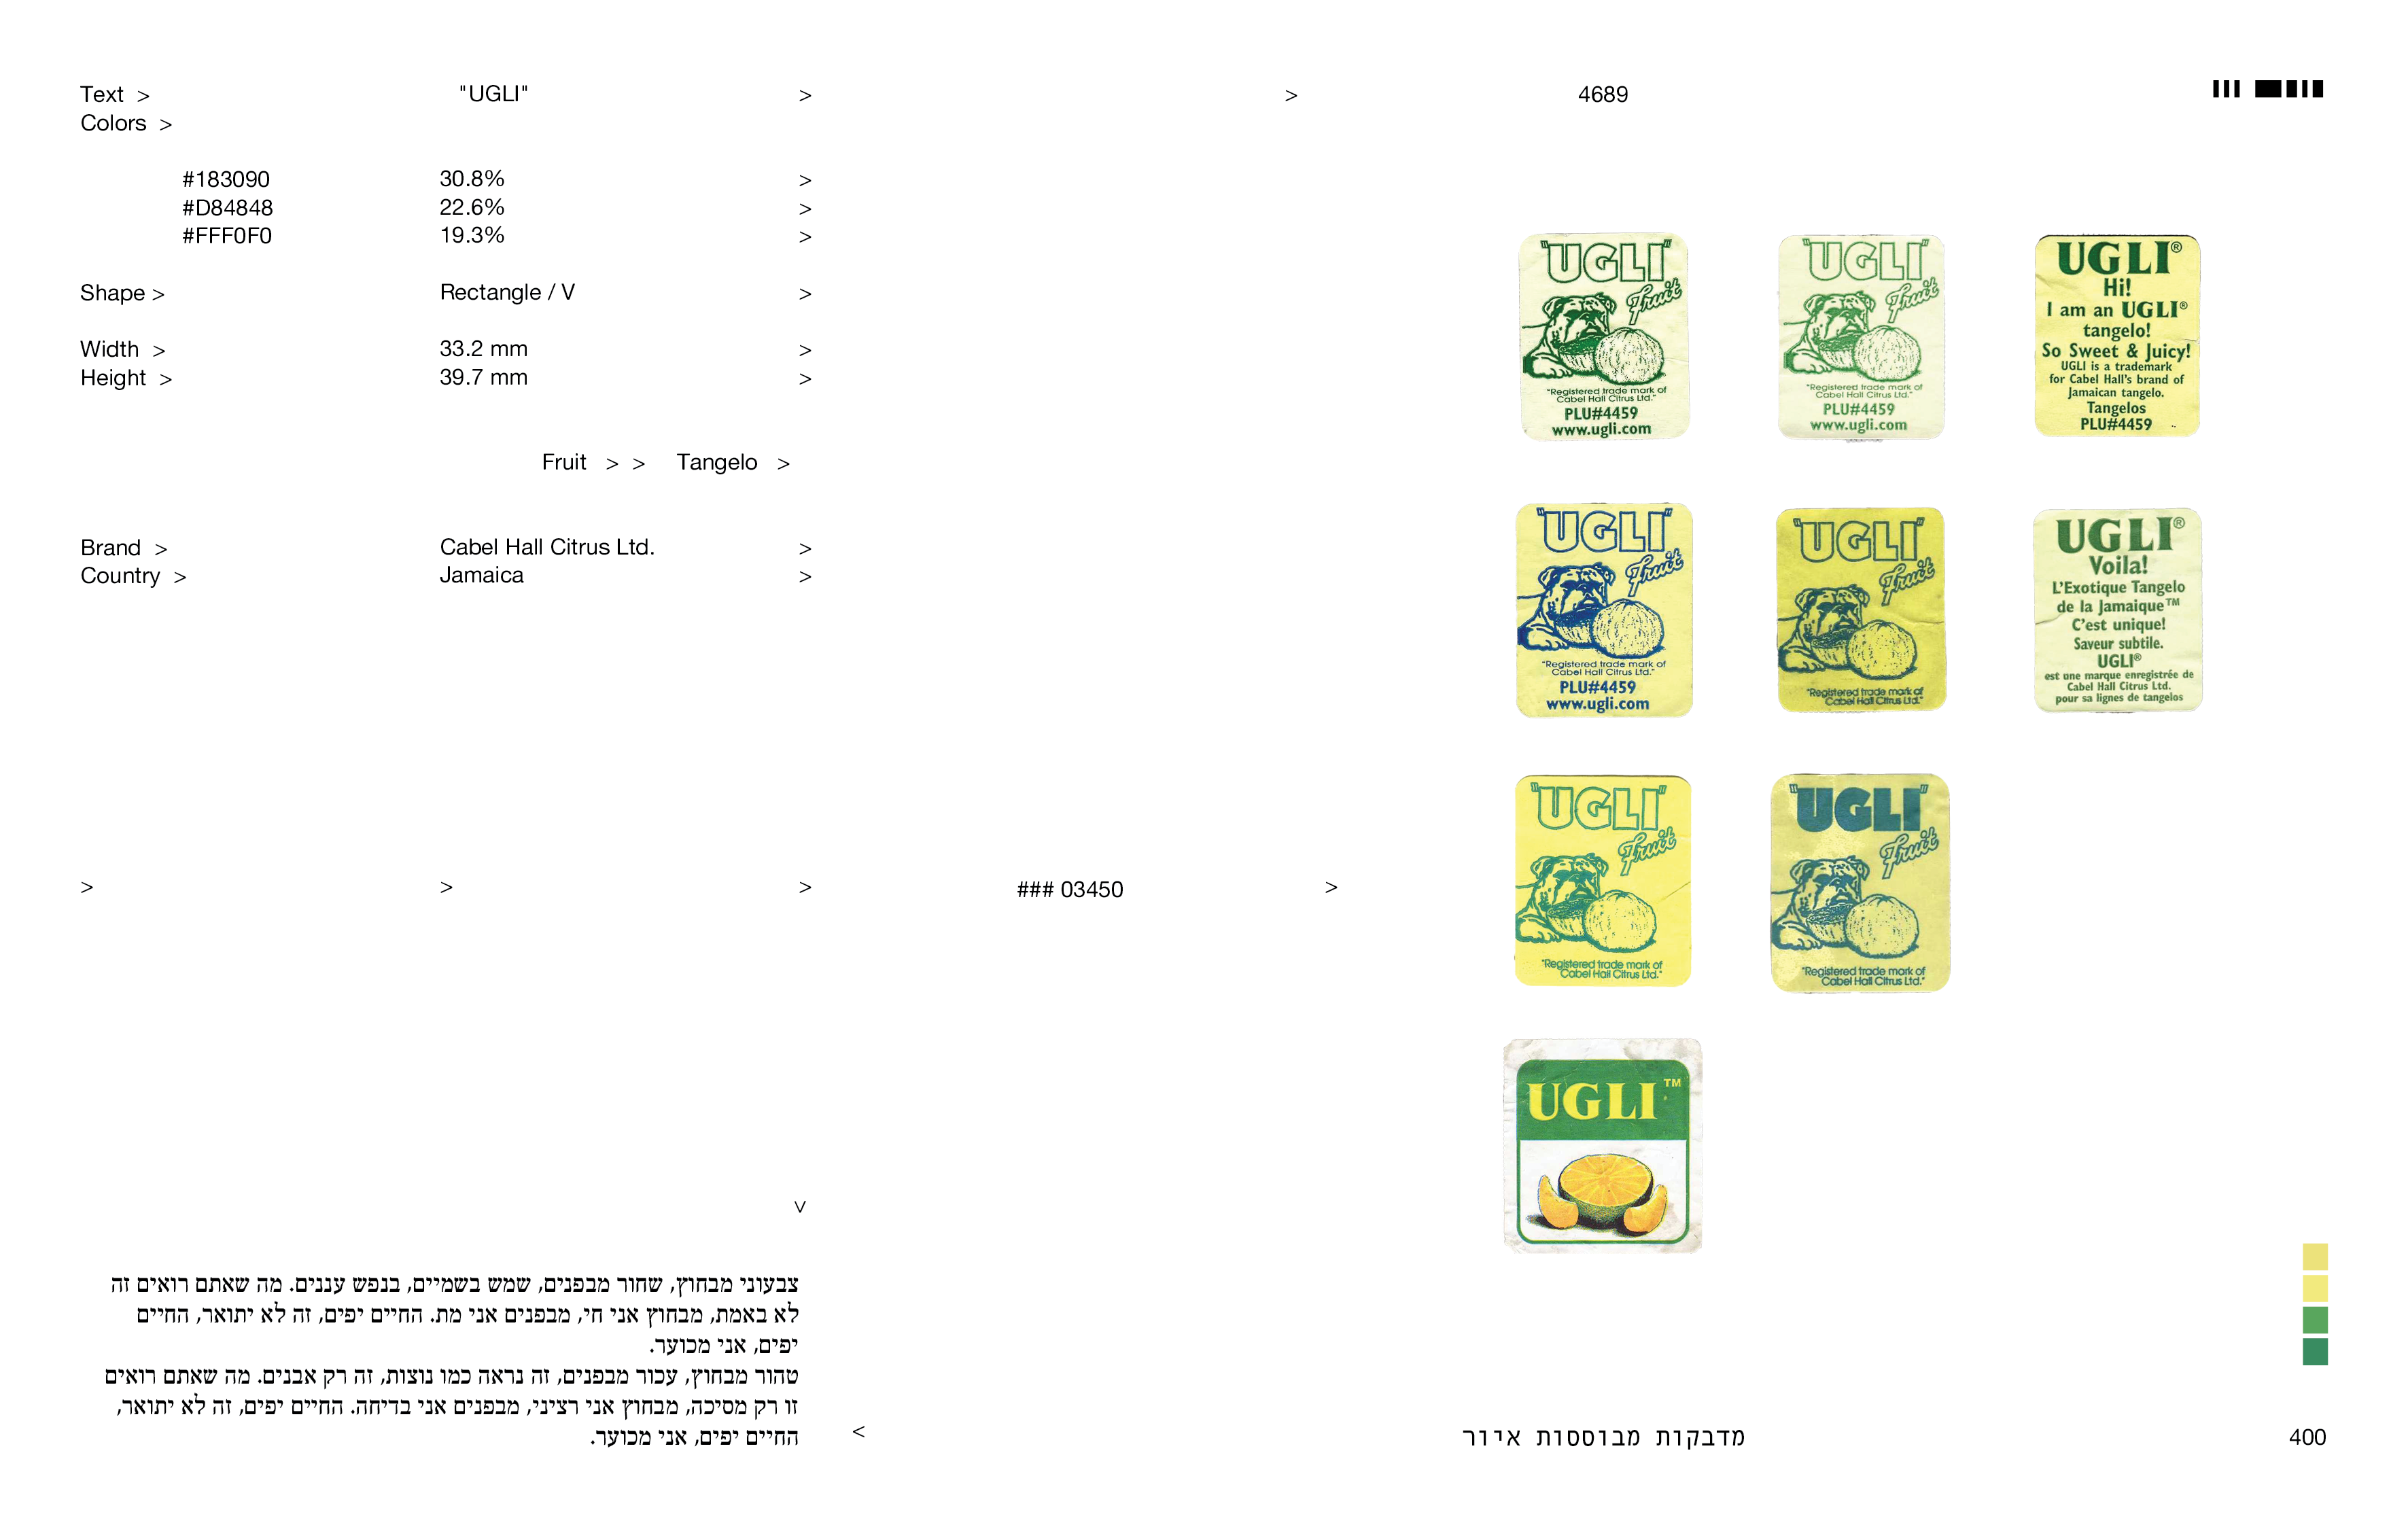 Text > "UGLI" > > 4689
Colors >
#183090 30.8% >
#D84848 22.6% >
#FFF0F0 19.3% >
Shape > Rectangle / V >
Width > 33.2 mm >
Height > 39.7 mm >
Fruit > > Tangelo >
Brand > Cabel Hall Citrus Ltd. >
Country > Jamaica >
> > > ### 03450 >
>
צבעוני מבחוץ, שחור מבפנים, שמש בשמיים, בנפש עננים. מה שאתם רואים זה
לא באמת, מבחוץ אני חי, מבפנים אני מת. החיים יפים, זה לא יתואר, החיים
יפים, אני מכוער.
טהור מבחוץ, עכור מבפנים, זה נראה כמו נוצות, זה רק אבנים. מה שאתם רואים
זו רק מסיכה, מבחוץ אני רציני, מבפנים אני בדיחה. החיים יפים, זה לא יתואר,
החיים יפים, אני מכוער.
<
"UGLI"
Fruit
"Registered trade mark of
Cabel Hall Citrus Ltd."
PLU#4459
www.ugli.com
"UGLI"
Fruit
"Registered trade mark of
Cabel Hall Citrus Ltd."
PLU#4459
www.ugli.com
UGLI®
Hi!
I am an UGLI®
tangelo!
So Sweet & Juicy!
UGLI is a trademark
for Cabel Hall's brand of
Jamaican tangelo.
Tangelos
PLU#4459
"UGLI"
Fruit
"Registered trade mark of
Cabel Hall Citrus Ltd."
PLU#4459
www.ugli.com
"UGLI"
Fruit
"Registered trade mark of
Cabel Hall Citrus Ltd."
UGLI®
Voila!
L'Exotique Tangelo
de la Jamaique™
C'est unique!
Saveur subtile.
UGLI®
est une marque enregistrée de
Cabel Hall Citrus Ltd.
pour sa lignes de tangelos
"UGLI"
Fruit
"Registered trade mark of
Cabel Hall Citrus Ltd."
"UGLI"
Fruit
"Registered trade mark of
Cabel Hall Citrus Ltd."
UGLI™
מדבקות מבוססות איור
400